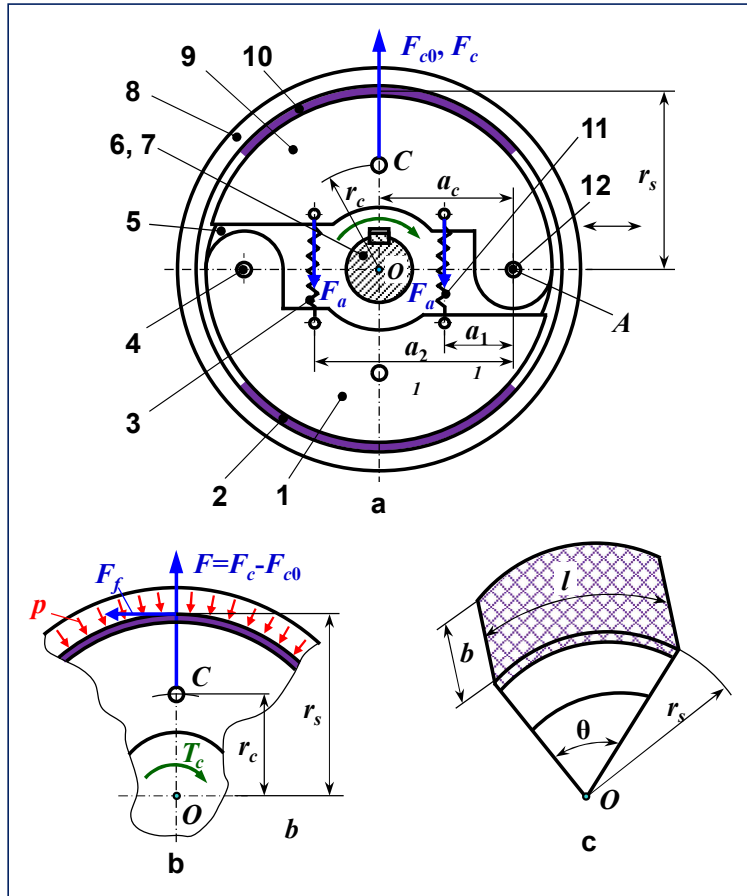 9
10
F_c0, F_c
8
6, 7
11
C
r_c
a_c
12
r_s
5
O
F_a
F_a
A
4
a_1
a_2
1
1
3
2
1
a
F=F_c-F_c0
F_f
p
C
r_s
r_c
T_c
O
b
b
l
b
θ
r_s
O
c